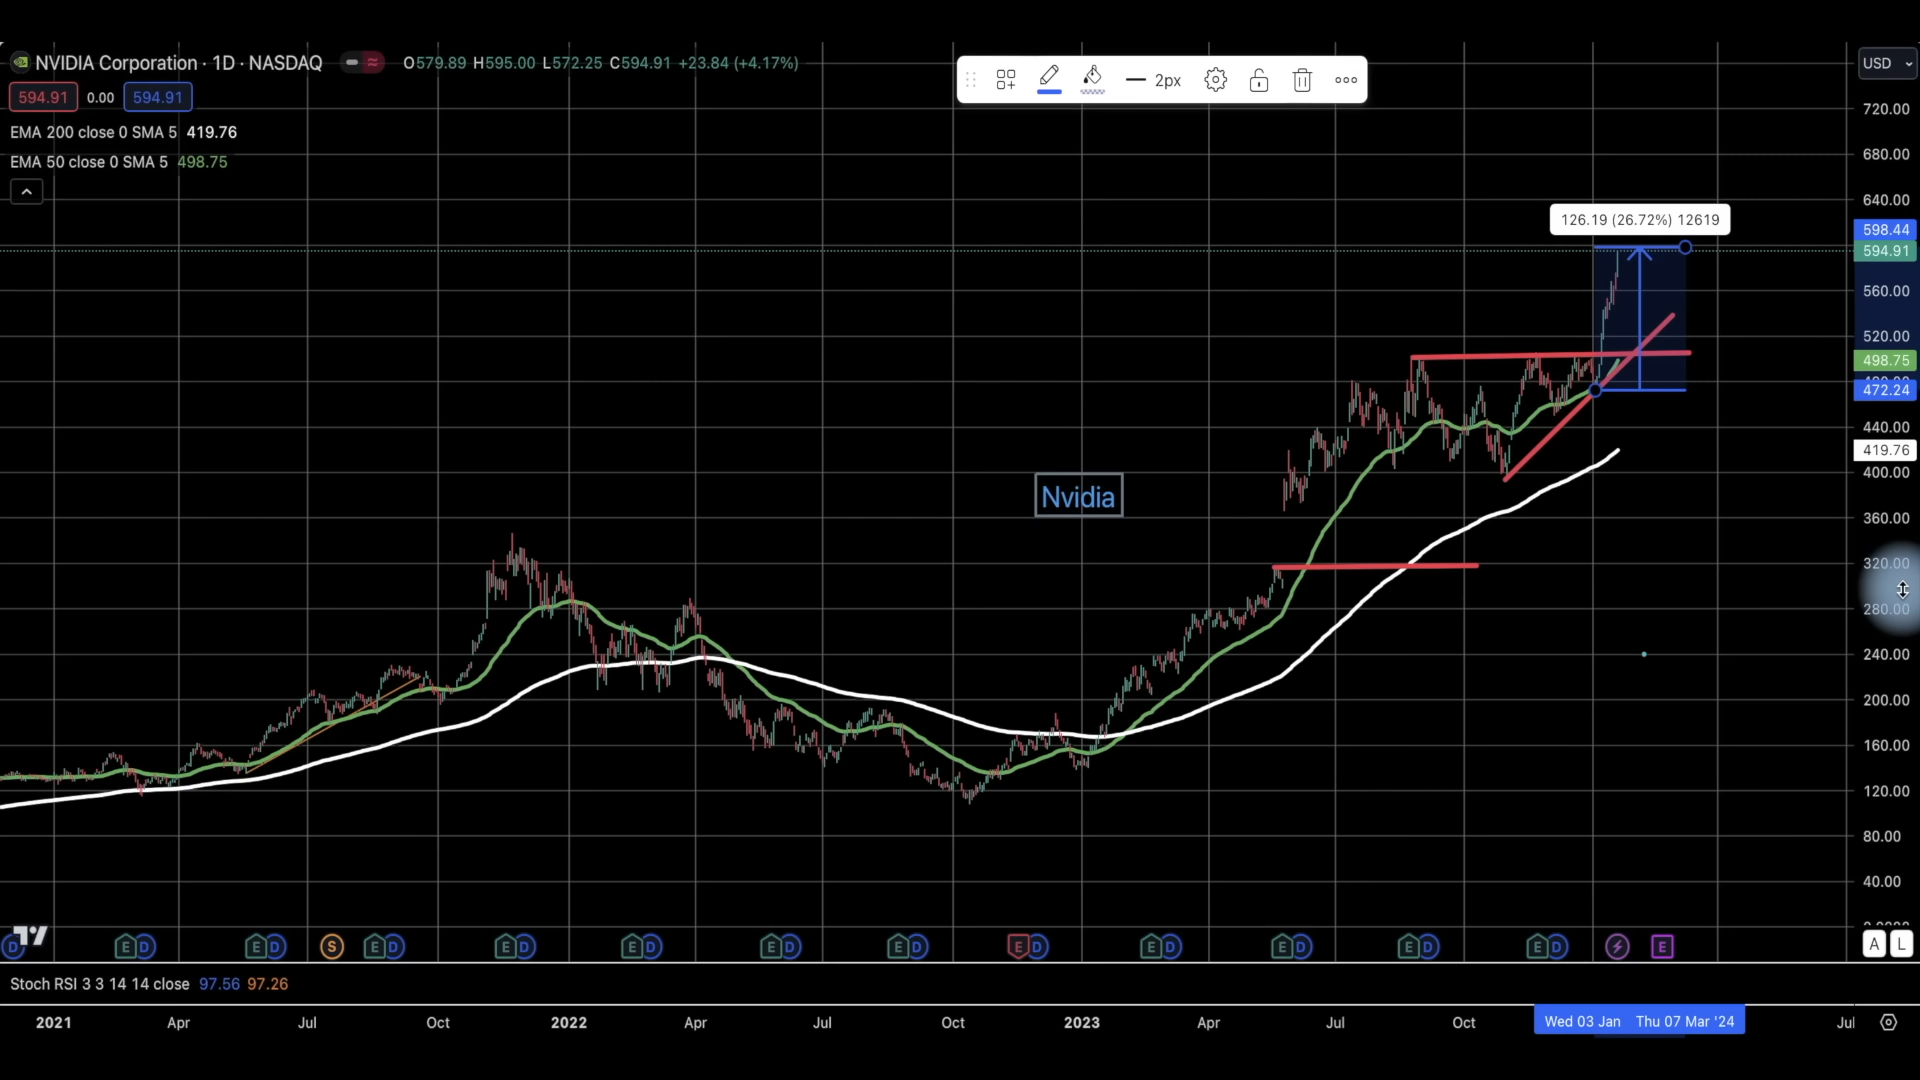 NVIDIA Corporation · 1D · NASDAQ
O579.89 H595.00 L572.25 C594.91 +23.84 (+4.17%)
2px
USD
594.91 0.00 594.91
EMA 200 close 0 SMA 5 419.76
EMA 50 close 0 SMA 5 498.75
720.00
680.00
640.00
126.19 (26.72%) 12619
598.44
594.91
560.00
520.00
498.75
472.24
440.00
419.76
400.00
Nvidia
360.00
320.00
280.00
240.00
200.00
160.00
120.00
80.00
40.00
D E D E D S E D E D E D E D E D E D E D E D E D E D E
A L
Stoch RSI 3 3 14 14 close 97.56 97.26
2021 Apr Jul Oct 2022 Apr Jul Oct 2023 Apr Jul Oct Wed 03 Jan Thu 07 Mar '24 Jul